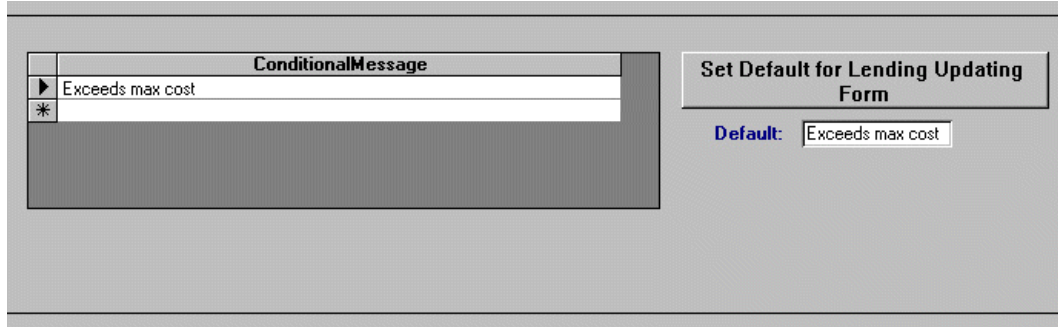 ConditionalMessage
Exceeds max cost
Set Default for Lending Updating
Form
Default: Exceeds max cost